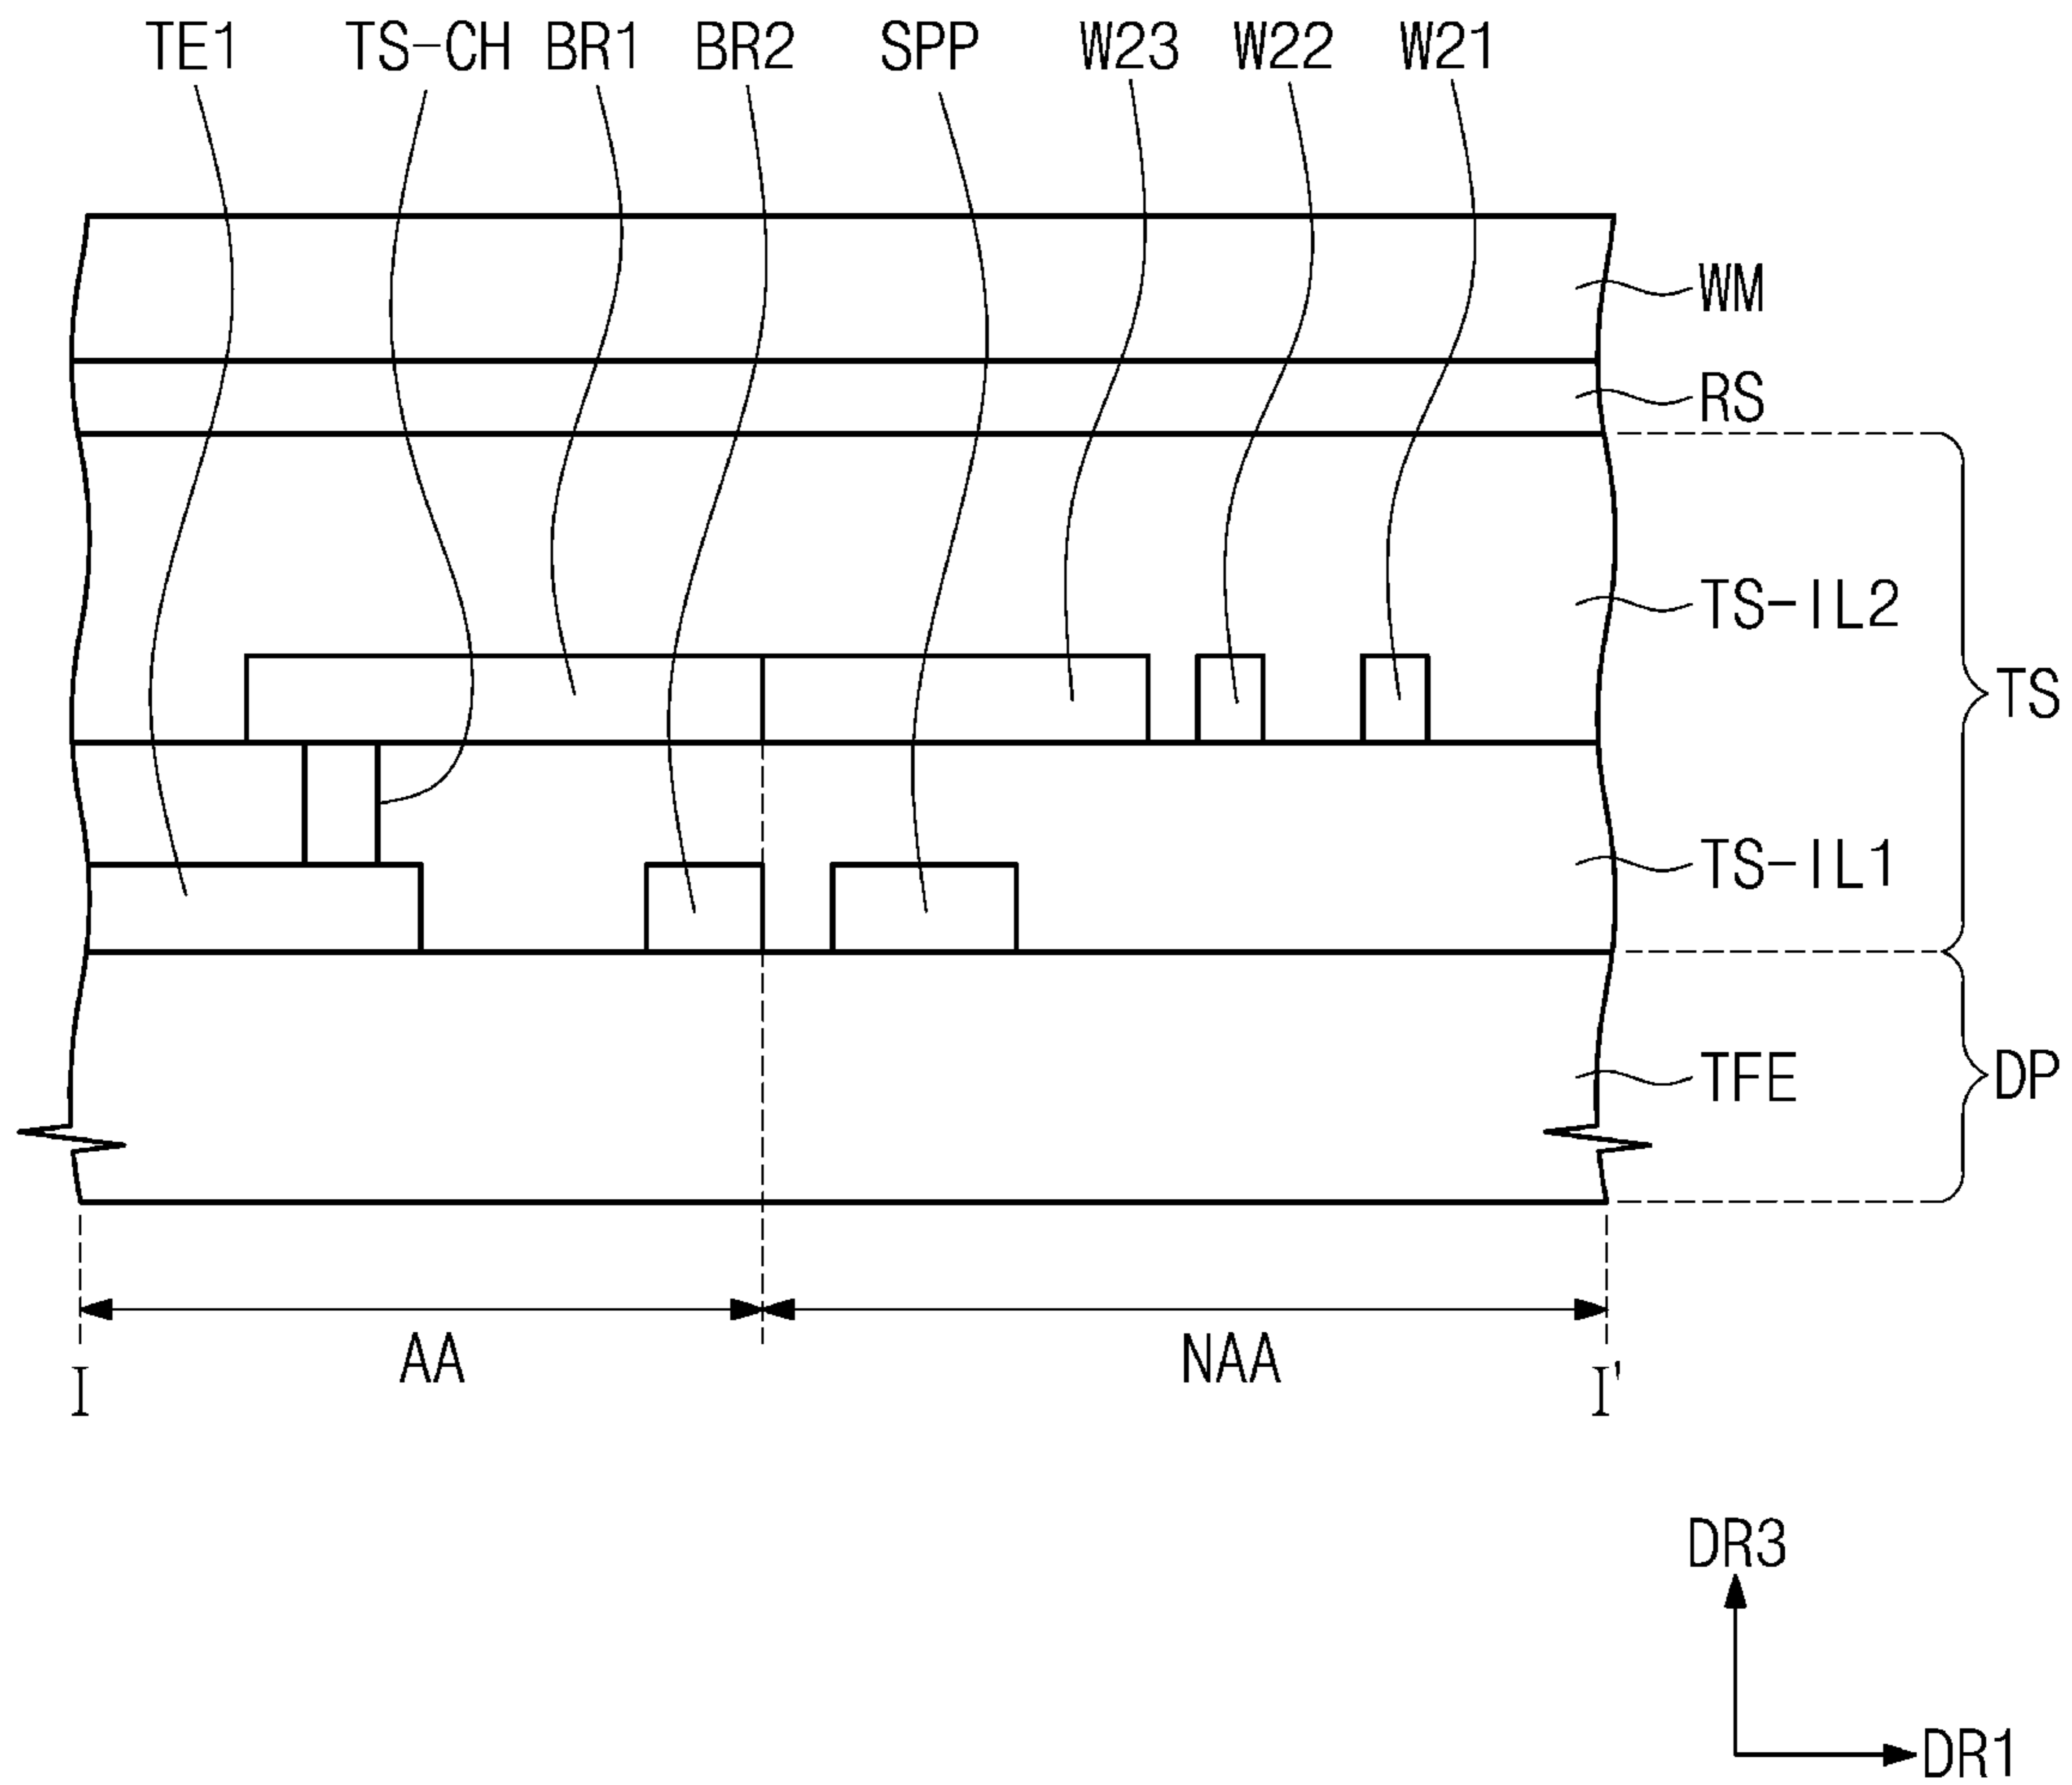 TE1 TS-CH BR1 BR2 SPP W23 W22 W21
WM
RS
TS-IL2
TS
TS-IL1
TFE
DP
AA NAA
I I'
DR3
DR1